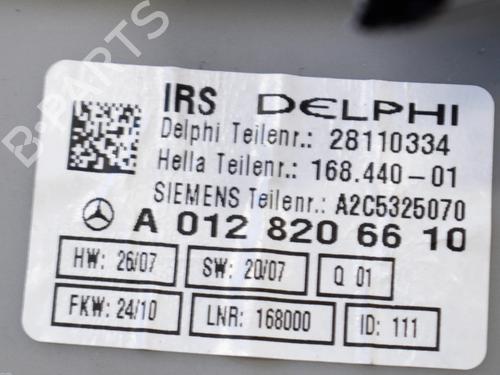 IRS DELPHI
Delphi Teilenr.: 28110334
Hella Teilenr.: 168.440-01
SIEMENS Teilenr.: A2C5325070
A 012 820 66 10
HW: 26/07 SW: 20/07 Q 01
FKW: 24/10 LNR: 168000 ID: 111
B-PARTS